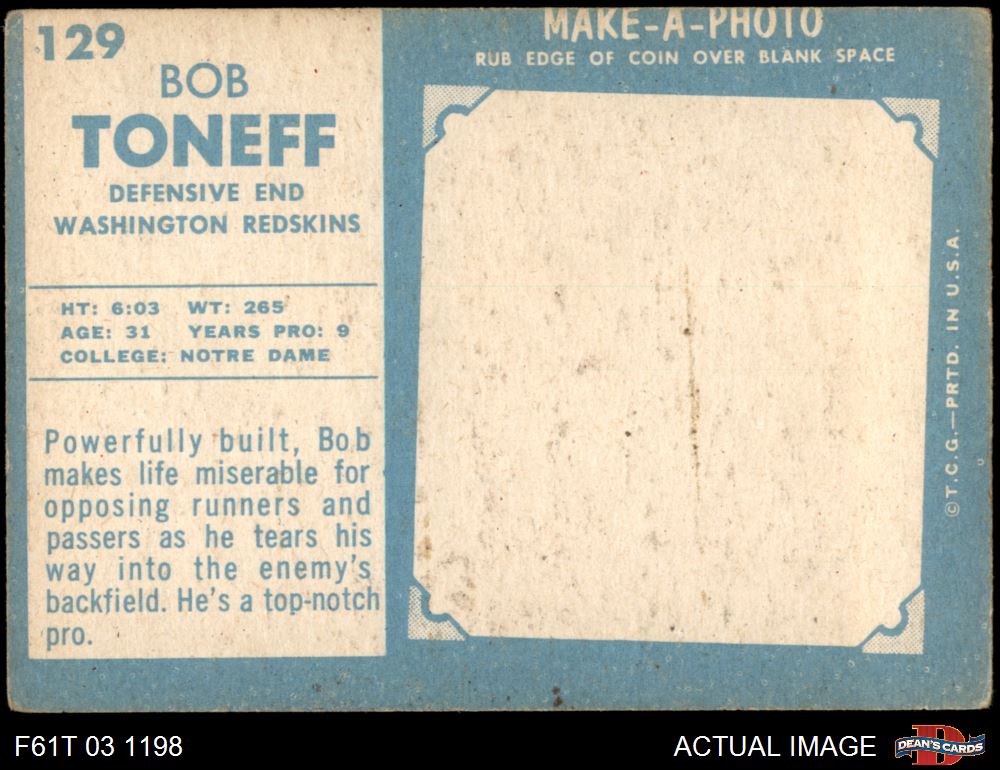 129
BOB
TONEFF
DEFENSIVE END
WASHINGTON REDSKINS
HT: 6:03 WT: 265
AGE: 31 YEARS PRO: 9
COLLEGE: NOTRE DAME
Powerfully built, Bob
makes life miserable for
opposing runners and
passers as he tears his
way into the enemy's
backfield. He's a top-notch
pro.
MAKE-A-PHOTO
RUB EDGE OF COIN OVER BLANK SPACE
©T.C.G.—PRTD. IN U.S.A.
F61T 03 1198
ACTUAL IMAGE
D
DEAN'S CARDS